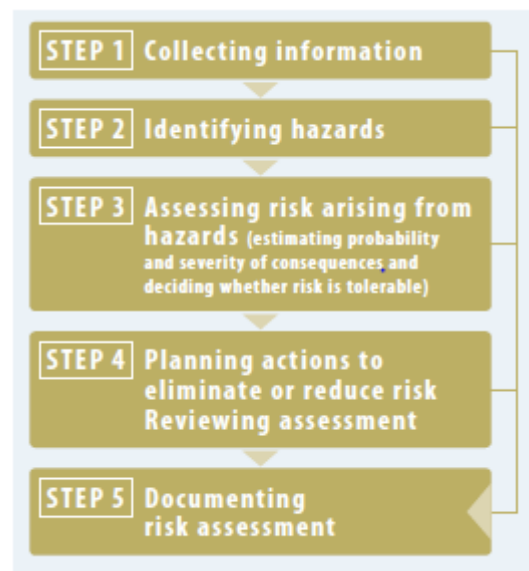 STEP 1 Collecting information
STEP 2 Identifying hazards
STEP 3 Assessing risk arising from
hazards (estimating probability
and severity of consequences and
deciding whether risk is tolerable)
STEP 4 Planning actions to
eliminate or reduce risk
Reviewing assessment
STEP 5 Documenting
risk assessment